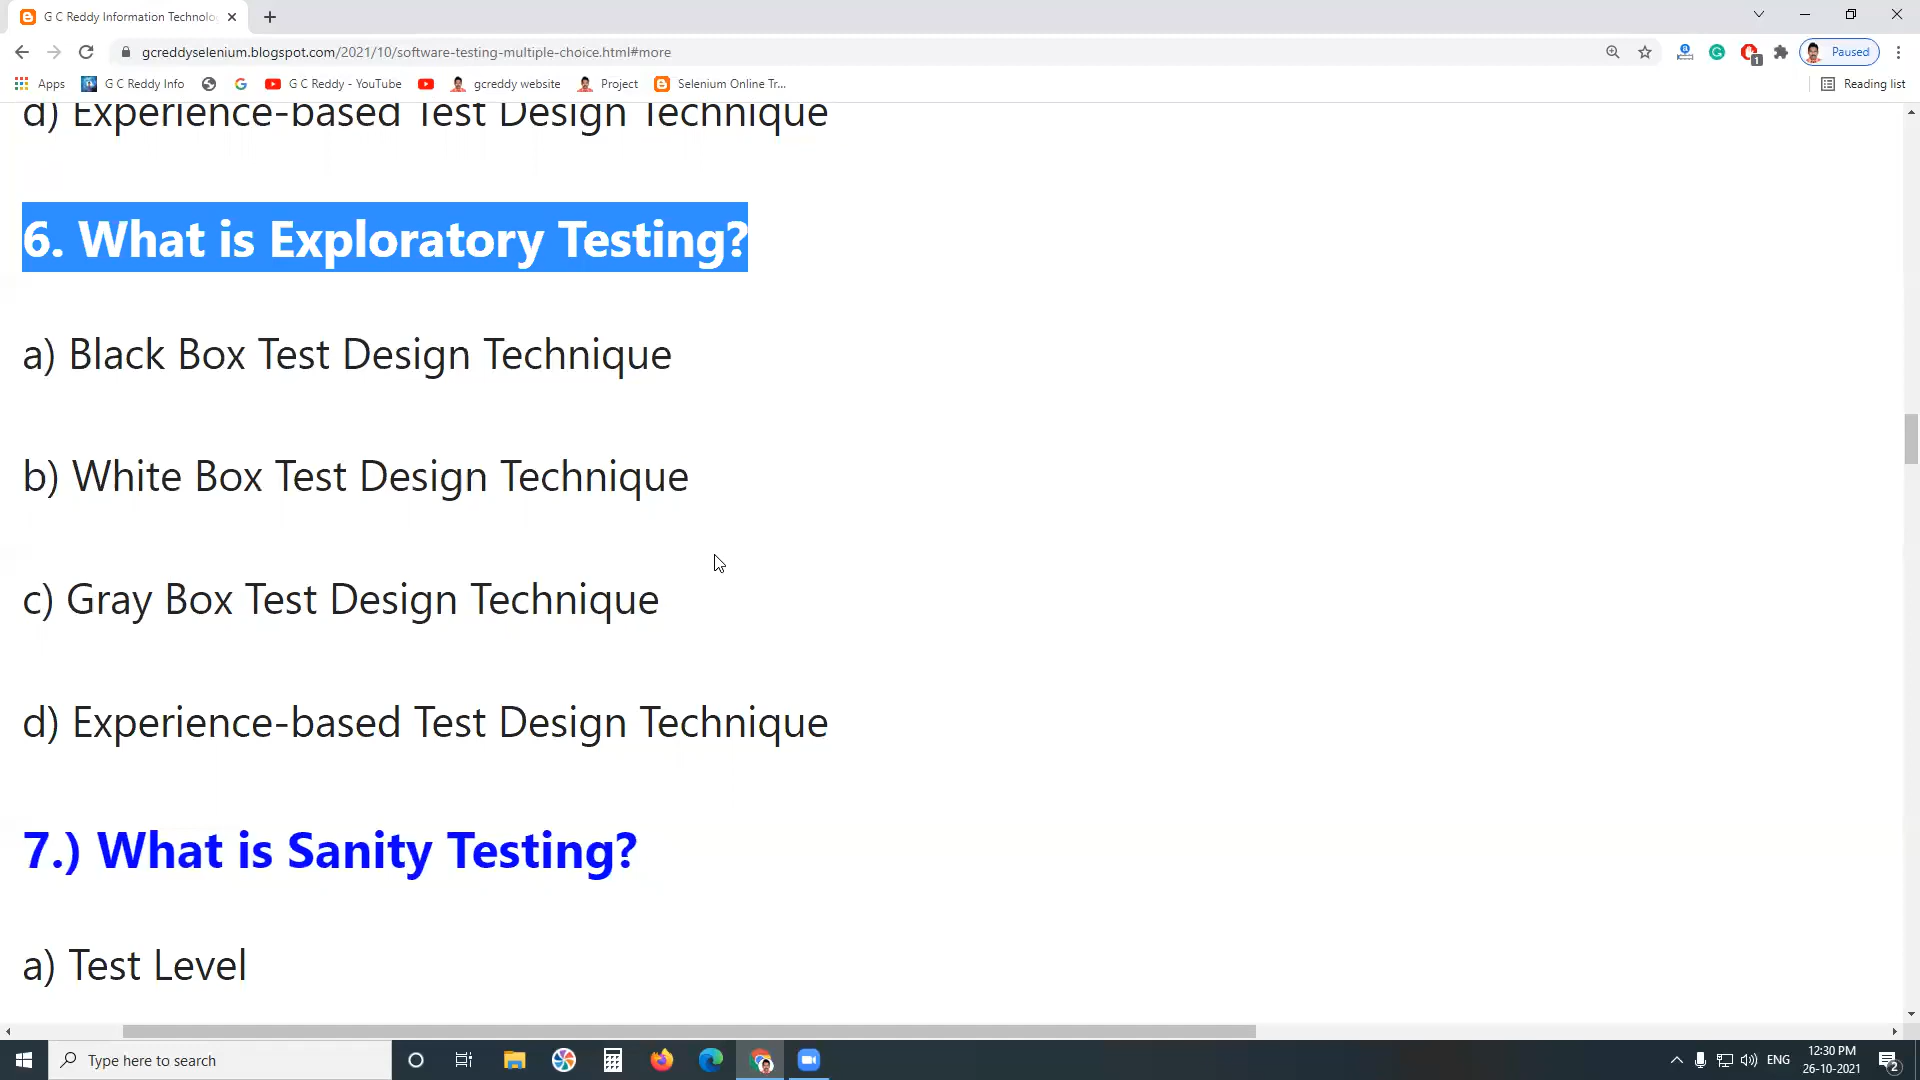 G C Reddy Information Technolo
gcreddyselenium.blogspot.com/2021/10/software-testing-multiple-choice.html#more
1
Paused
Apps
G C Reddy Info
G C Reddy - YouTube
gcreddy website
Project
Selenium Online Tr...
Reading list
d) Experience-based Test Design Technique
6. What is Exploratory Testing?
a) Black Box Test Design Technique
b) White Box Test Design Technique
c) Gray Box Test Design Technique
d) Experience-based Test Design Technique
7.) What is Sanity Testing?
a) Test Level
Type here to search
ENG
12:30 PM
26-10-2021
2